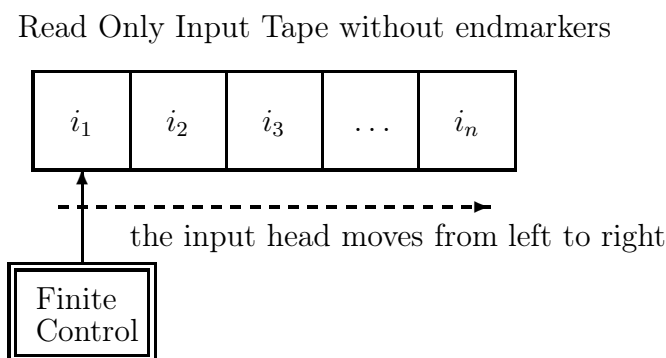 Read Only Input Tape without endmarkers
i₁ i₂ i₃ ... iₙ
the input head moves from left to right
Finite
Control